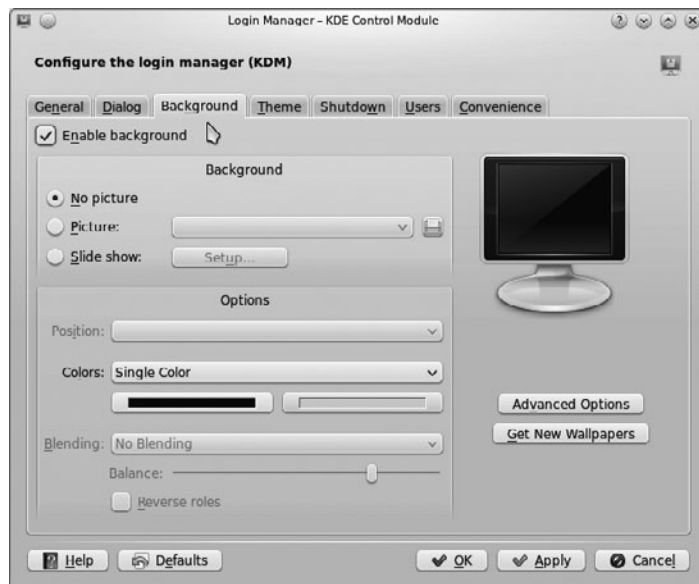 Login Manager – KDE Control Module
Configure the login manager (KDM)
General Dialog Background Theme Shutdown Users Convenience
Enable background
Background
No picture
Picture:
Slide show: Setup...
Options
Position:
Colors: Single Color
Advanced Options
Get New Wallpapers
Blending: No Blending
Balance:
Reverse roles
Help Defaults OK Apply Cancel